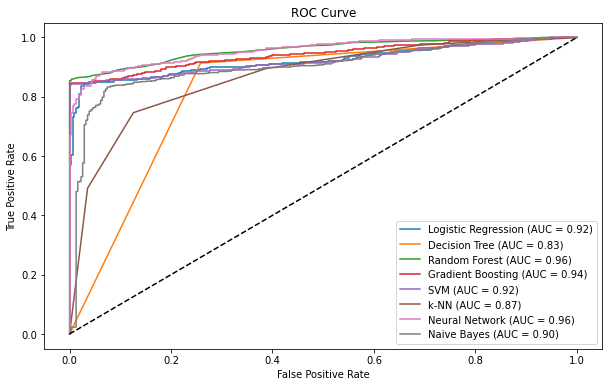 ROC Curve
True Positive Rate
1.0
0.8
0.6
0.4
0.2
0.0
Logistic Regression (AUC = 0.92)
Decision Tree (AUC = 0.83)
Random Forest (AUC = 0.96)
Gradient Boosting (AUC = 0.94)
SVM (AUC = 0.92)
k-NN (AUC = 0.87)
Neural Network (AUC = 0.96)
Naive Bayes (AUC = 0.90)
0.0 0.2 0.4 0.6 0.8 1.0
False Positive Rate